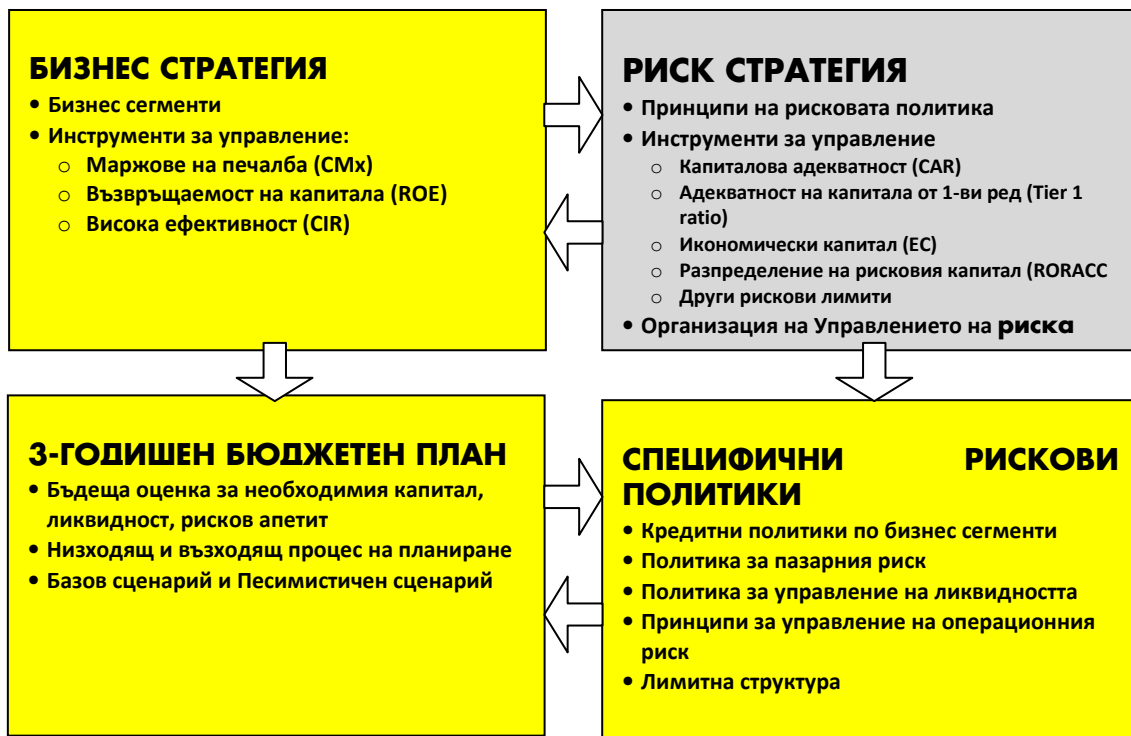 БИЗНЕС СТРАТЕГИЯ
• Бизнес сегменти
• Инструменти за управление:
o Маржове на печалба (CMx)
o Възвръщаемост на капитала (ROE)
o Висока ефективност (CIR)
РИСК СТРАТЕГИЯ
• Принципи на рисковата политика
• Инструменти за управление
o Капиталова адекватност (CAR)
o Адекватност на капитала от 1-ви ред (Tier 1
ratio)
o Икономически капитал (EC)
o Разпределение на рисковия капитал (RORACC
o Други рискови лимити
• Организация на Управлението на риска
3-ГОДИШЕН БЮДЖЕТЕН ПЛАН
• Бъдеща оценка за необходимия капитал,
ликвидност, рисков апетит
• Низходящ и възходящ процес на планиране
• Базов сценарий и Песимистичен сценарий
СПЕЦИФИЧНИ РИСКОВИ
ПОЛИТИКИ
• Кредитни политики по бизнес сегменти
• Политика за пазарния риск
• Политика за управление на ликвидността
• Принципи за управление на операционния
риск
• Лимитна структура